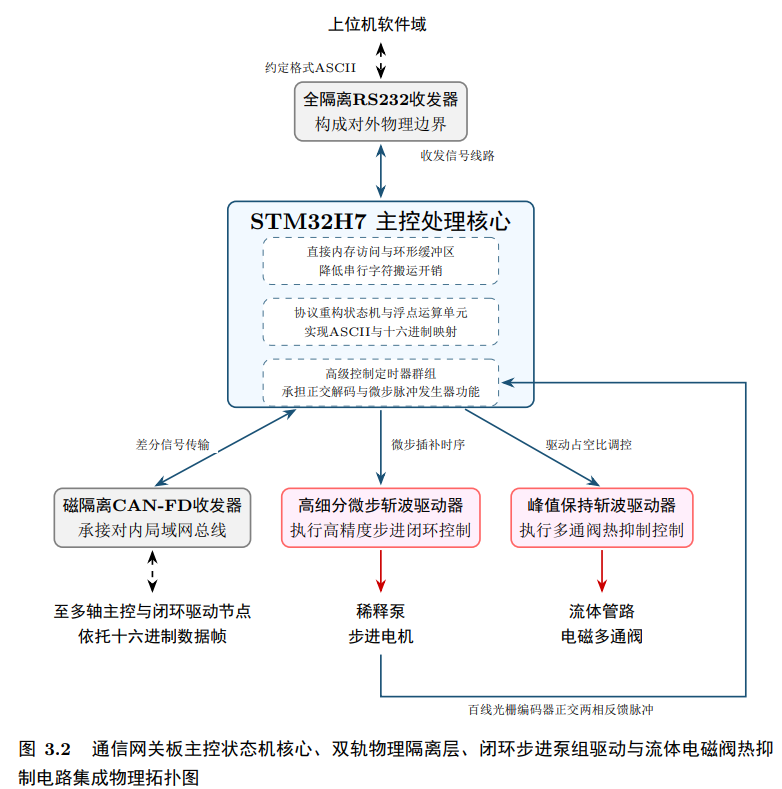 上位机软件域
约定格式ASCII
全隔离RS232收发器
构成对外物理边界
收发信号线路
STM32H7 主控处理核心
直接内存访问与环形缓冲区
降低串行字符搬运开销
协议重构状态机与浮点运算单元
实现ASCII与十六进制映射
高级控制定时器群组
承担正交解码与微步脉冲发生器功能
差分信号传输
微步插补时序
驱动占空比调控
磁隔离CAN-FD收发器
承接对内局域网总线
高细分微步斩波驱动器
执行高精度步进闭环控制
峰值保持斩波驱动器
执行多通阀热抑制控制
至多轴主控与闭环驱动节点
依托十六进制数据帧
稀释泵
步进电机
流体管路
电磁多通阀
百线光栅编码器正交两相反馈脉冲
图 3.2 通信网关板主控状态机核心、双轨物理隔离层、闭环步进泵组驱动与流体电磁阀热抑
制电路集成物理拓扑图